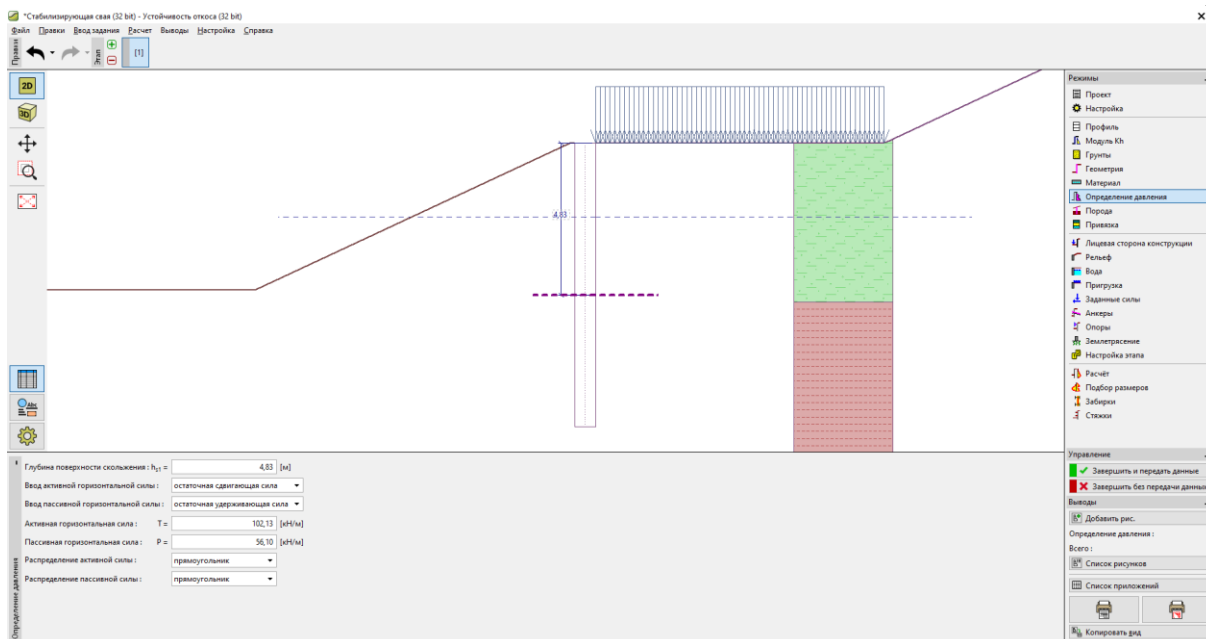 *Стабилизирующая свая (32 bit) - Устойчивость откоса (32 bit)
Файл Правки Ввод задания Расчет Выводы Настройка Справка
Правки
Этап
[1]
2D
3D
Abc
4,83
Режимы
Проект
Настройка
Профиль
Модуль Kh
Грунты
Геометрия
Материал
Определение давления
Порода
Привязка
Лицевая сторона конструкции
Рельеф
Вода
Пригрузка
Заданные силы
Анкеры
Опоры
Землетрясение
Настройка этапа
Расчёт
Подбор размеров
Забирки
Стяжки
Управление
Завершить и передать данные
Завершить без передачи данных
Выводы
Добавить рис.
Определение давления :
Всего :
Список рисунков
Список приложений
Копировать вид
Определение давления
Глубина поверхности скольжения : hs1 = 4,83 [м]
Ввод активной горизонтальной силы : остаточная сдвигающая сила
Ввод пассивной горизонтальной силы : остаточная удерживающая сила
Активная горизонтальная сила : T = 102,13 [кН/м]
Пассивная горизонтальная сила : P = 56,10 [кН/м]
Распределение активной силы : прямоугольник
Распределение пассивной силы : прямоугольник